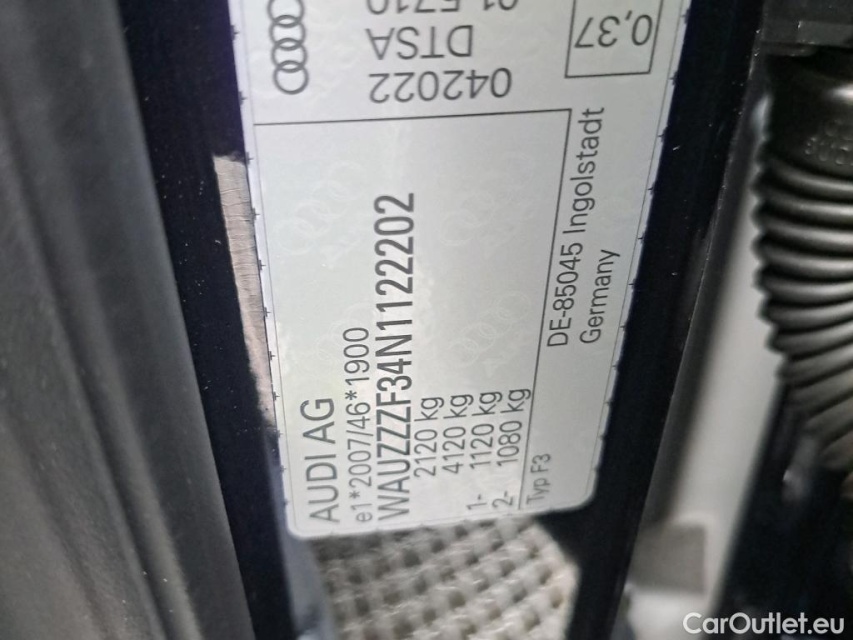 AUDI AG
e1*2007/46*1900
WAUZZZF34N1122202
2120 kg
4120 kg
1- 1120 kg
2- 1080 kg
Typ F3
DE-85045 Ingolstadt
Germany
042022
DTSA
0,37
CarOutlet.eu